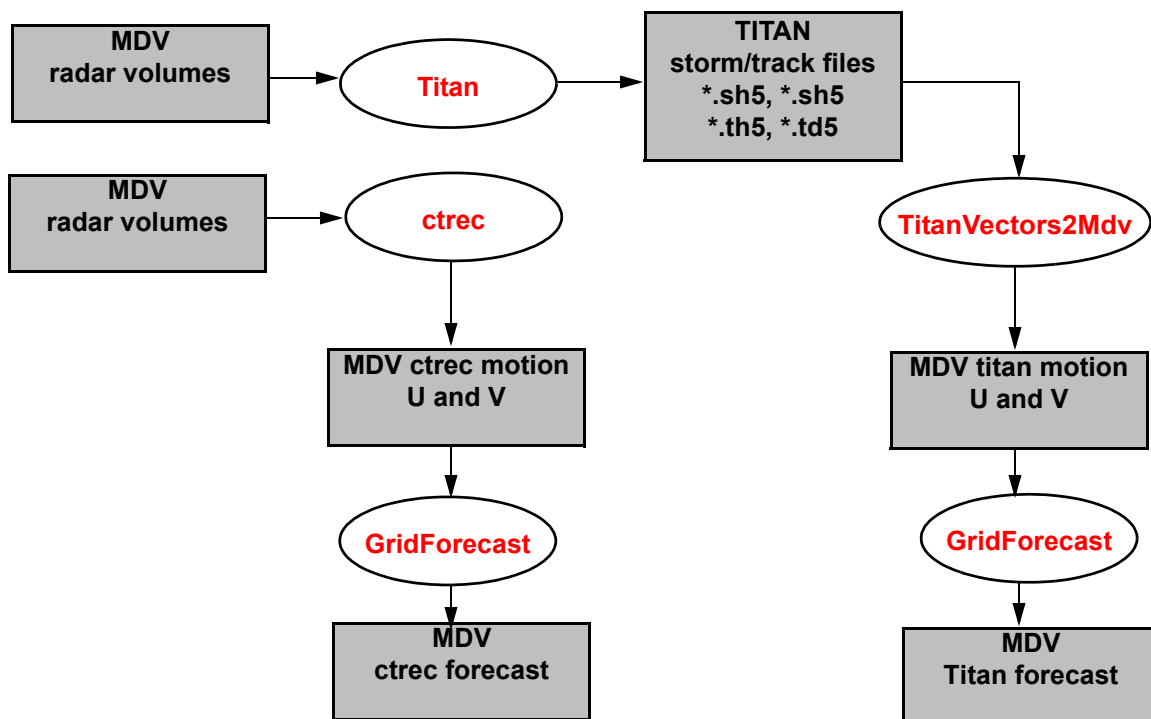 MDV
radar volumes
Titan
TITAN
storm/track files
*.sh5, *.sh5
*.th5, *.td5
MDV
radar volumes
ctrec
TitanVectors2Mdv
MDV ctrec motion
U and V
MDV titan motion
U and V
GridForecast
GridForecast
MDV
ctrec forecast
MDV
Titan forecast